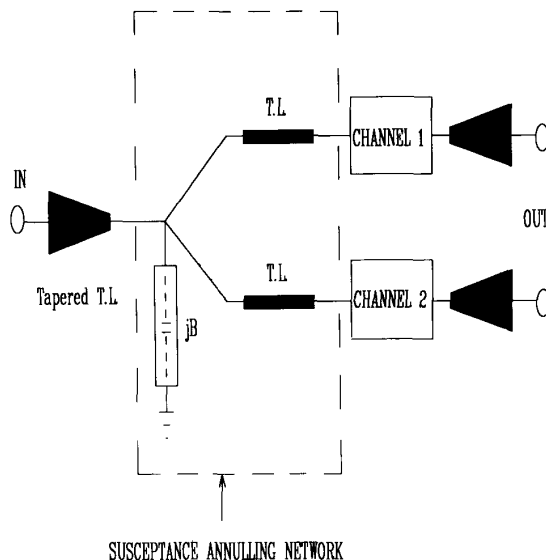 T.L
CHANNEL 1
IN
OUT
Tapered T.L
T.L
CHANNEL 2
jB
SUSCEPTANCE ANNULLING NETWORK